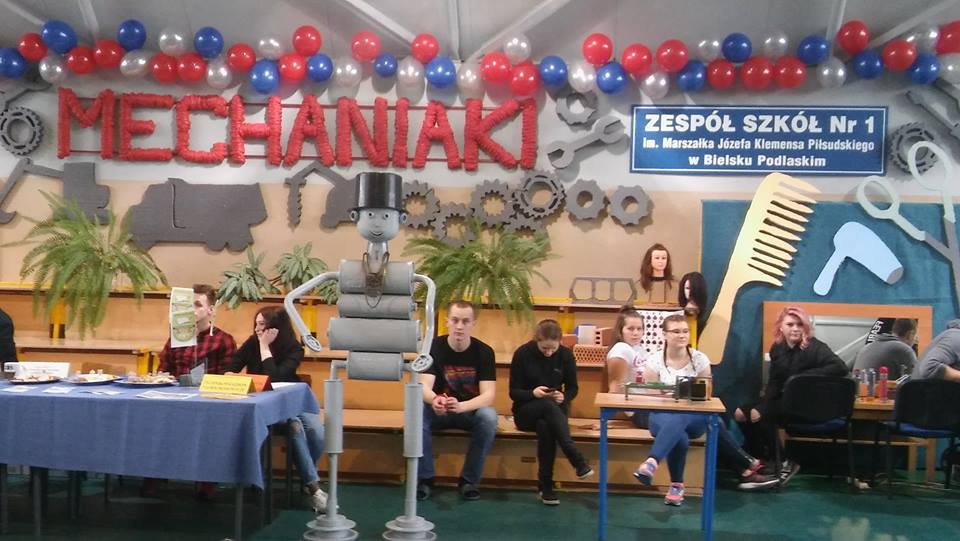 MECHANIAKI
ZESPÓŁ SZKÓŁ Nr 1
im. Marszałka Józefa Klemensa Piłsudskiego
w Bielsku Podlaskim